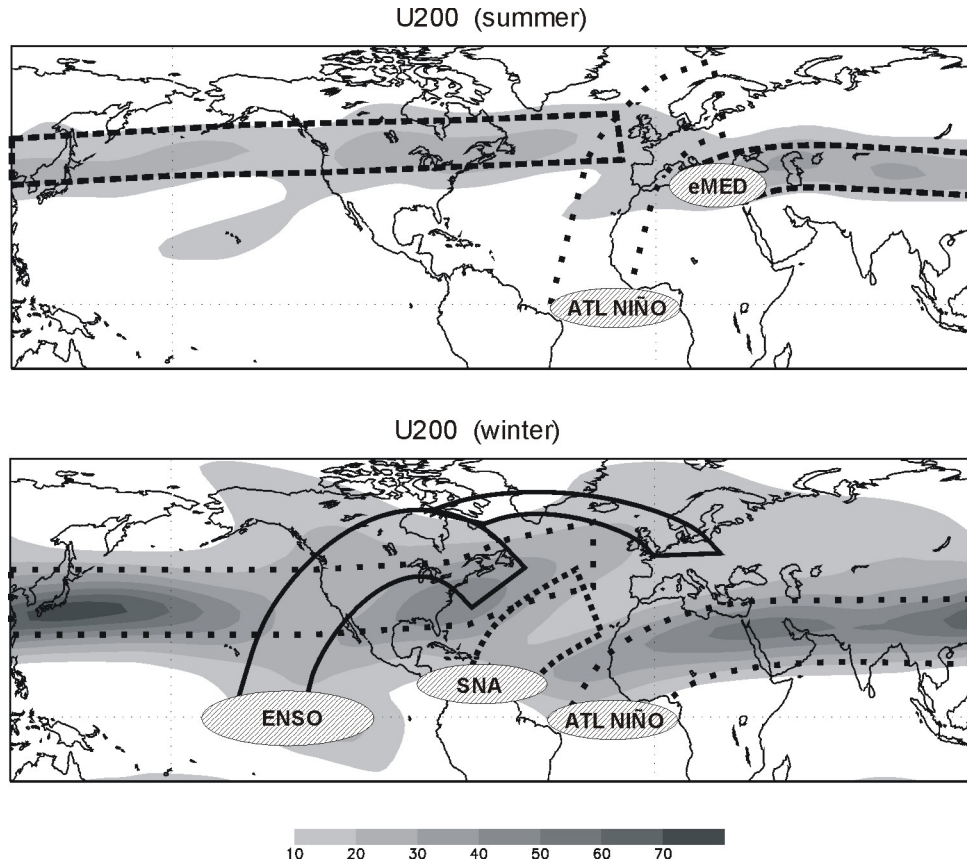 U200 (summer)
eMED
ATL NIÑO
U200 (winter)
SNA
ENSO
ATL NIÑO
10 20 30 40 50 60 70